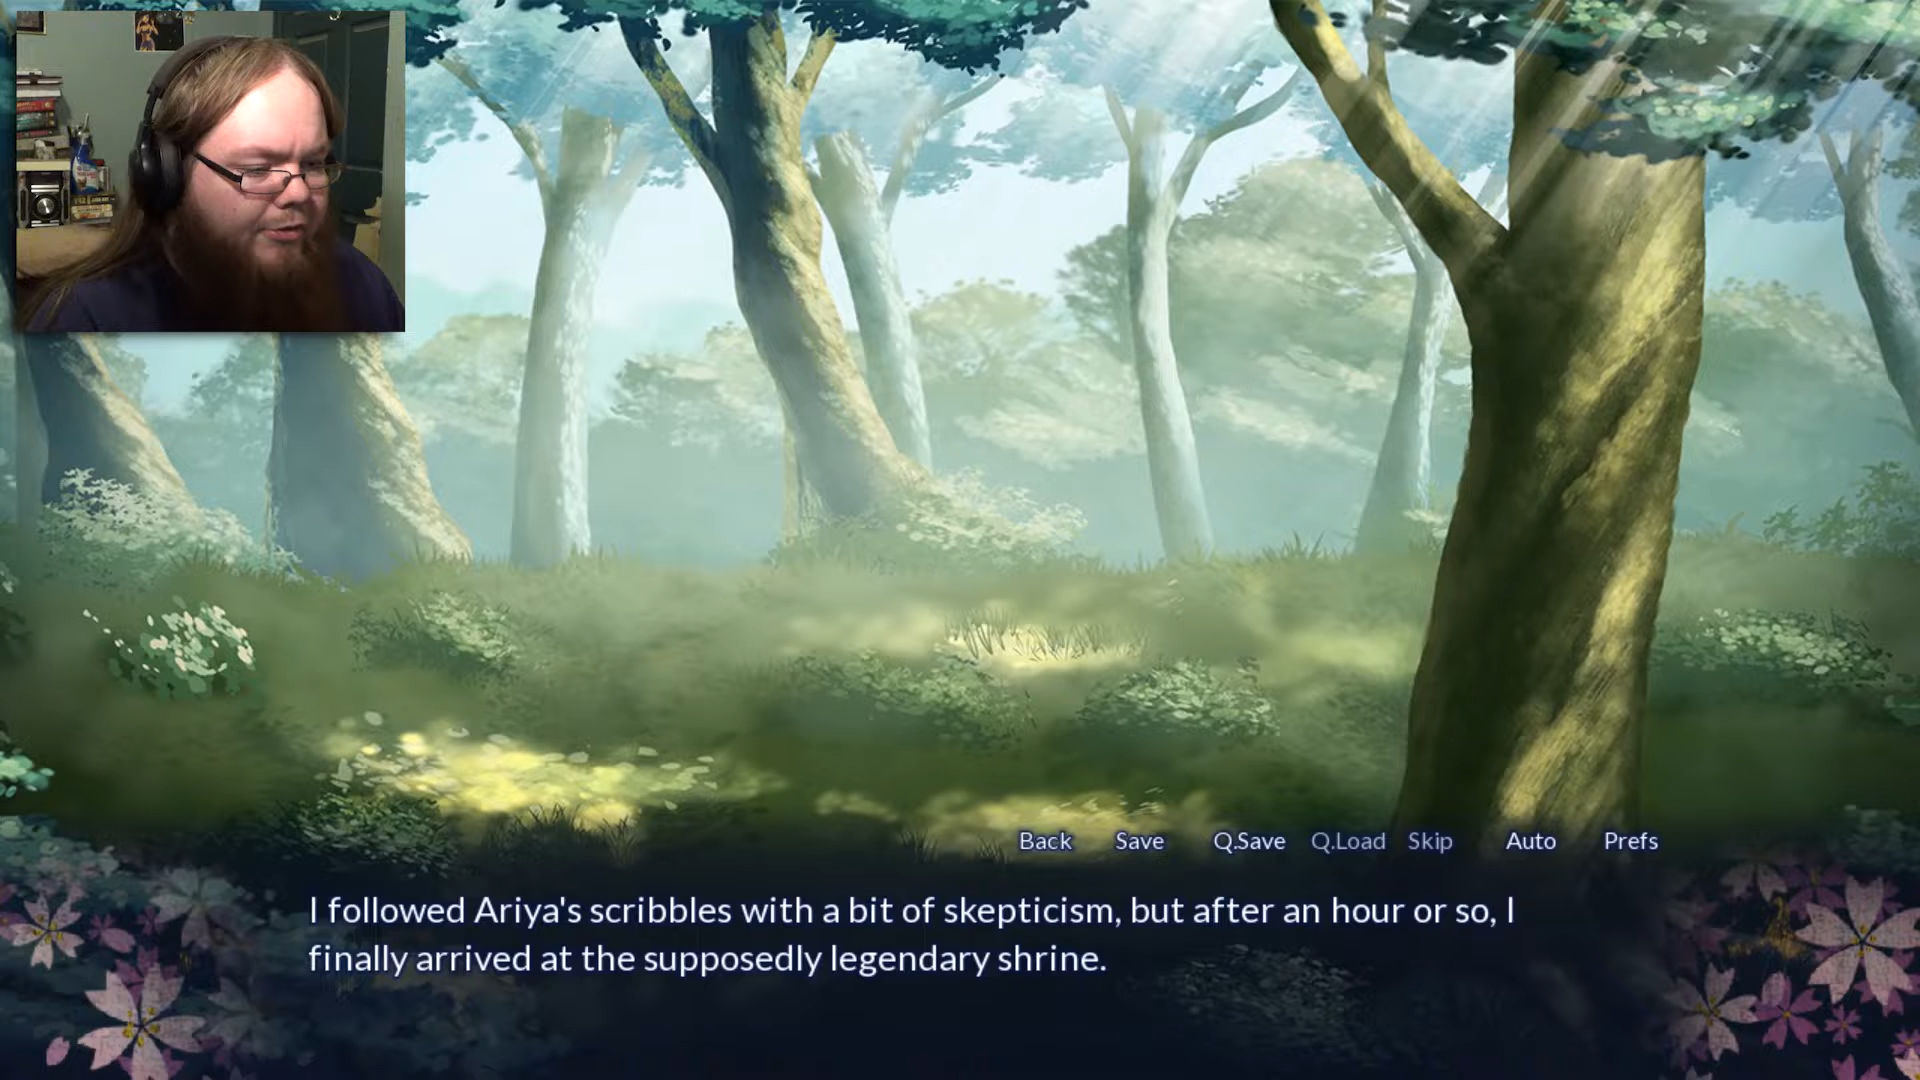 Back Save Q.Save Q.Load Skip Auto Prefs
I followed Ariya's scribbles with a bit of skepticism, but after an hour or so, I
finally arrived at the supposedly legendary shrine.